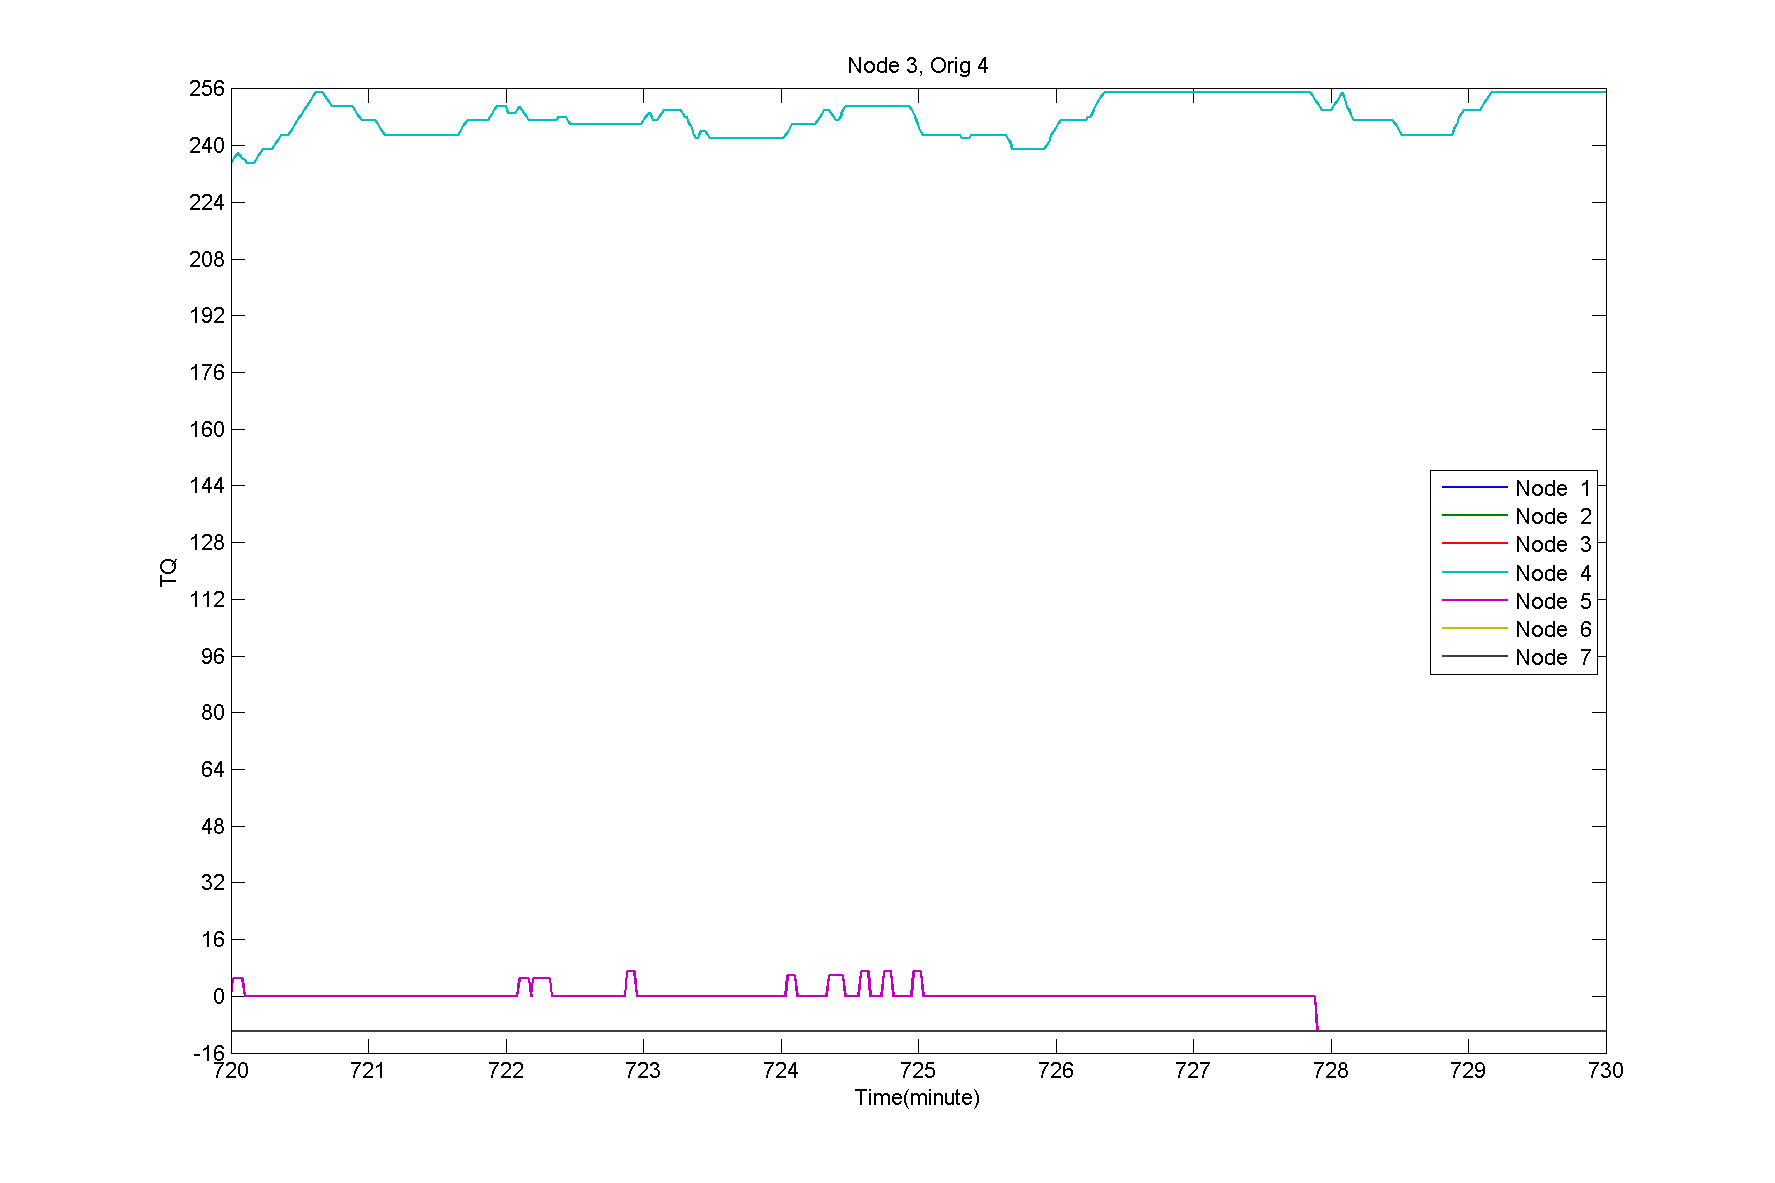 Node 3, Orig 4
256
240
224
208
192
176
160
144
128
112
96
80
64
48
32
16
0
-16
TQ
Node 1
Node 2
Node 3
Node 4
Node 5
Node 6
Node 7
720 721 722 723 724 725 726 727 728 729 730
Time(minute)